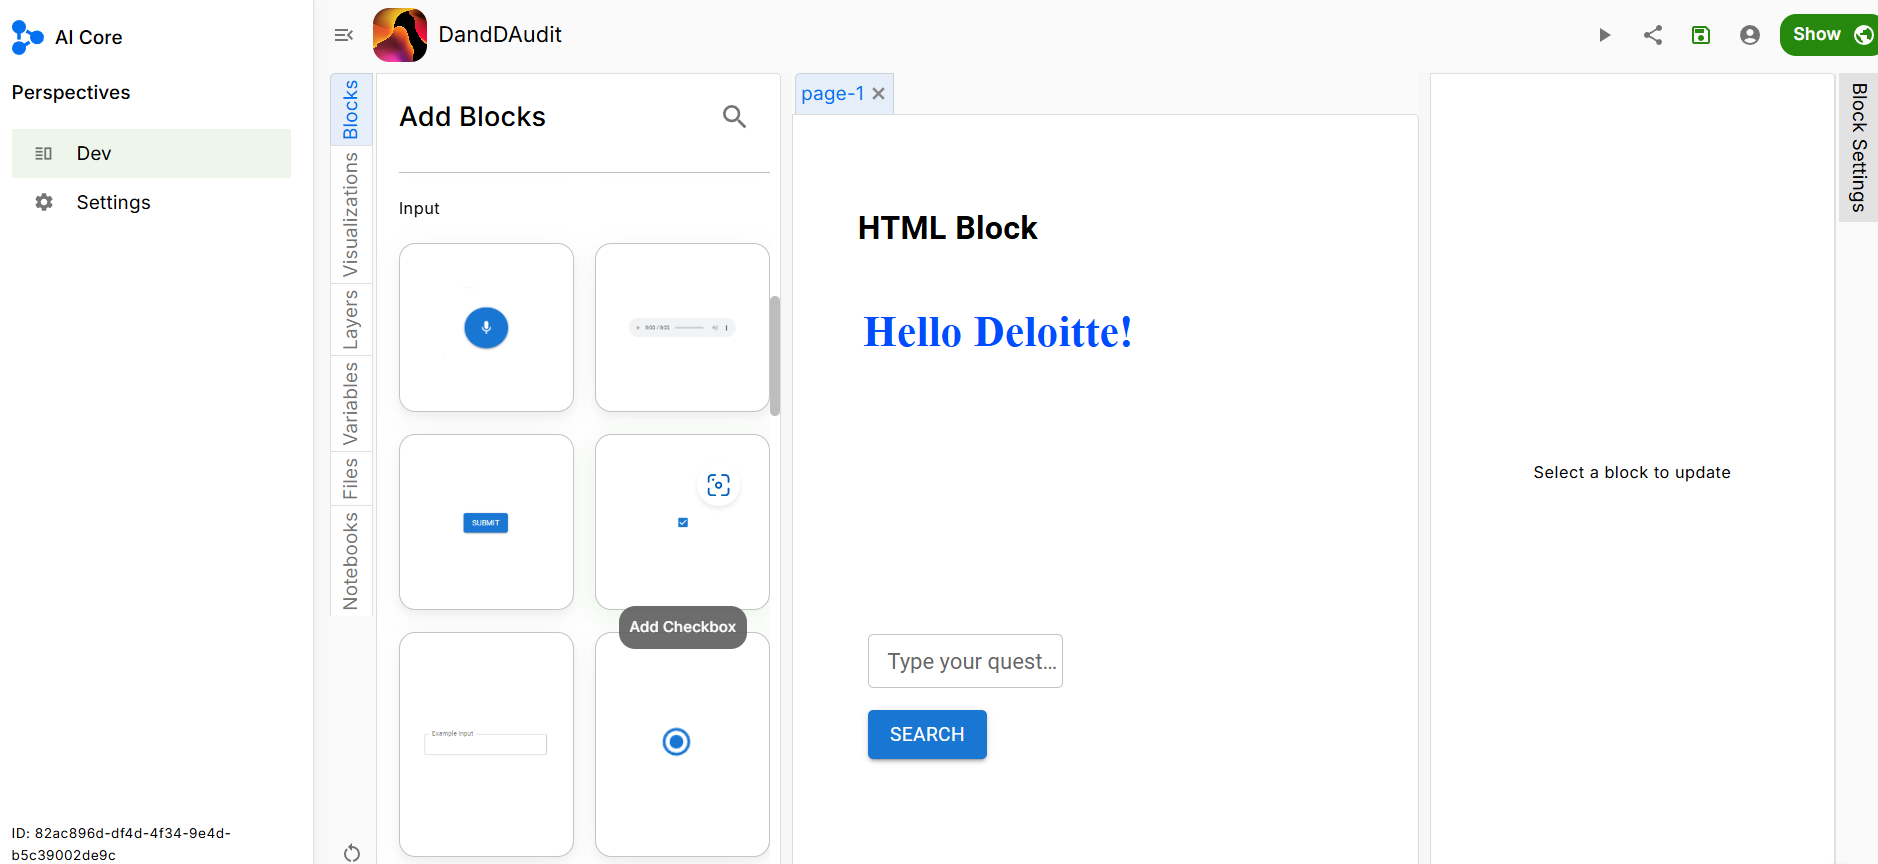 AI Core
Perspectives
Dev
Settings
ID: 82ac896d-df4d-4f34-9e4d-
b5c39002de9c
DandDAudit
Show
Blocks
Visualizations
Layers
Variables
Files
Notebooks
Add Blocks
Input
0:00 / 0:23
SUBMIT
Add Checkbox
Example Input
page-1
HTML Block
Hello Deloitte!
Type your quest...
SEARCH
Select a block to update
Block Settings